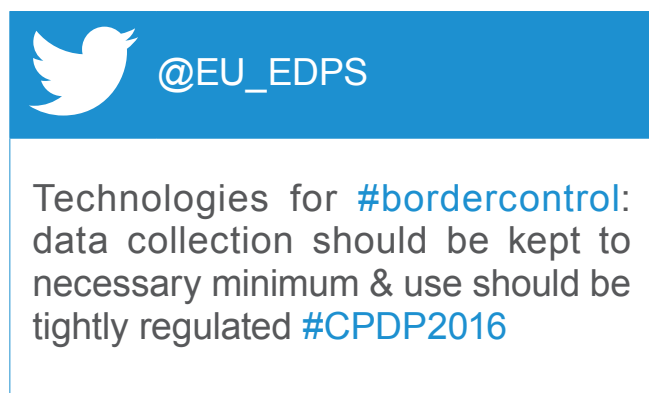 @EU_EDPS
Technologies for #bordercontrol:
data collection should be kept to
necessary minimum & use should be
tightly regulated #CPDP2016